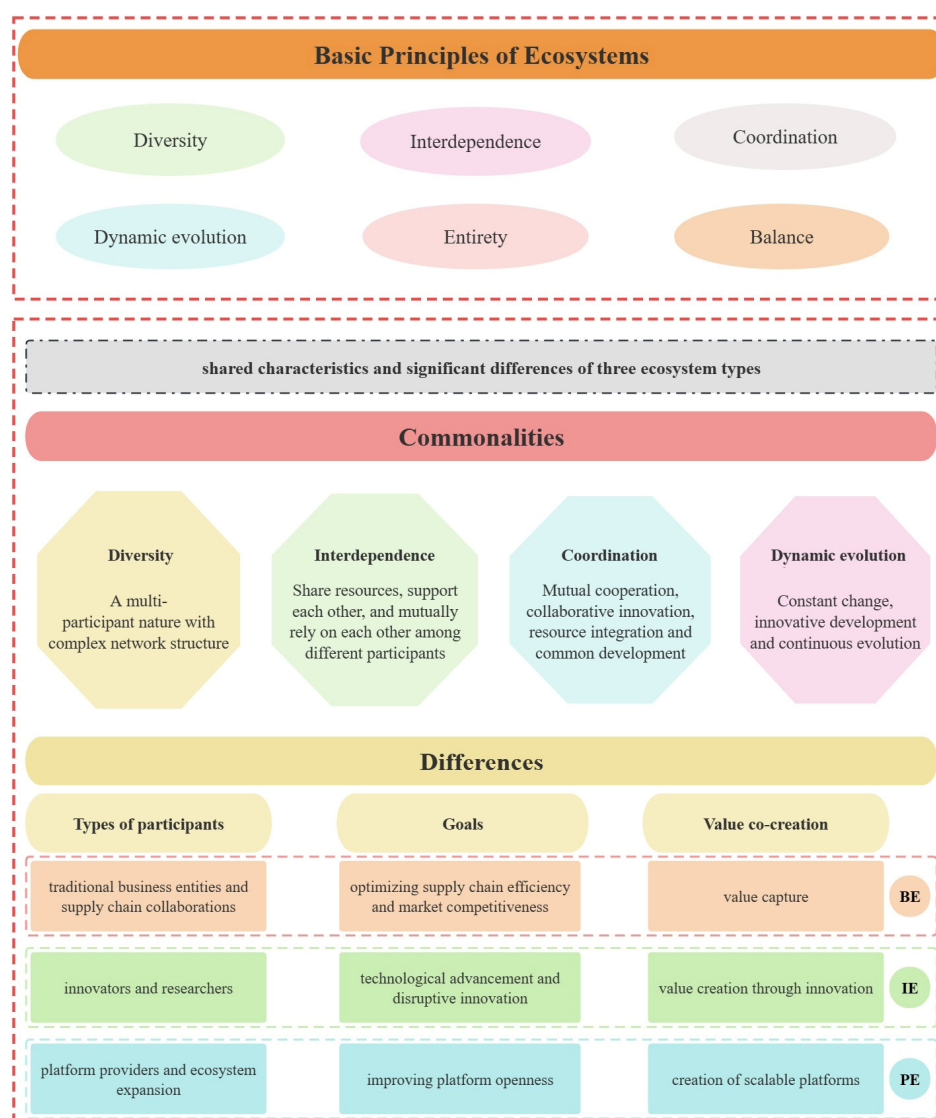 Basic Principles of Ecosystems
Diversity
Interdependence
Coordination
Dynamic evolution
Entirety
Balance
shared characteristics and significant differences of three ecosystem types
Commonalities
Diversity
A multi-
participant nature with
complex network structure
Interdependence
Share resources, support
each other, and mutually
rely on each other among
different participants
Coordination
Mutual cooperation,
collaborative innovation,
resource integration and
common development
Dynamic evolution
Constant change,
innovative development
and continuous evolution
Differences
Types of participants
Goals
Value co-creation
traditional business entities and
supply chain collaborations
optimizing supply chain efficiency
and market competitiveness
value capture
BE
innovators and researchers
technological advancement and
disruptive innovation
value creation through innovation
IE
platform providers and ecosystem
expansion
improving platform openness
creation of scalable platforms
PE